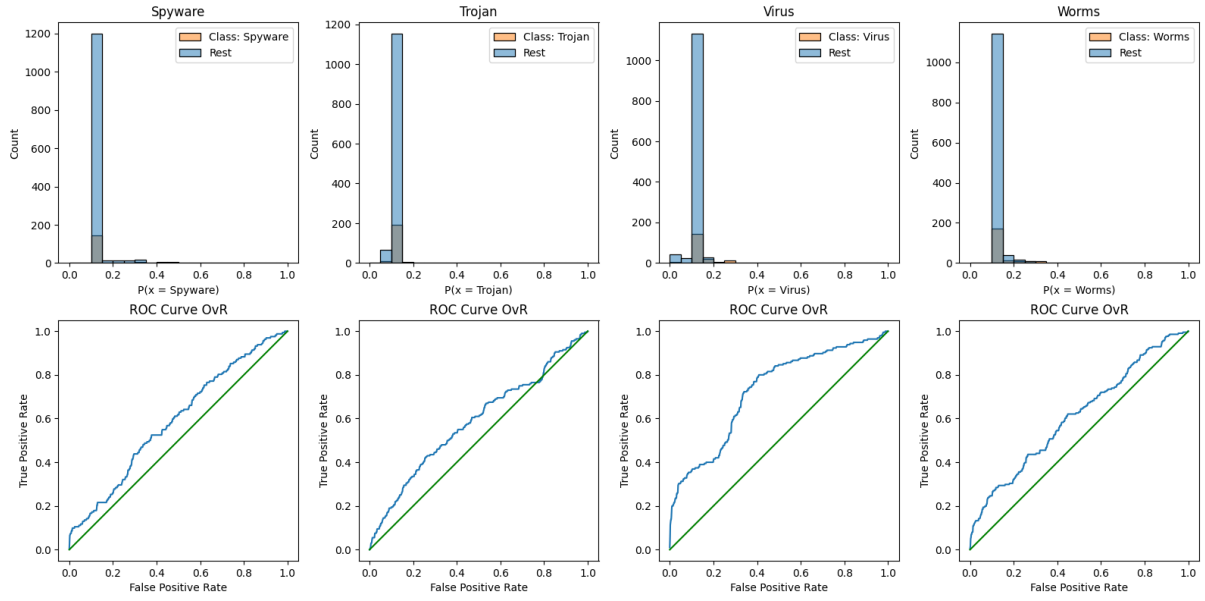 Spyware
Class: Spyware
Rest
Count
1200
1000
800
600
400
200
0
0.0 0.2 0.4 0.6 0.8 1.0
P(x = Spyware)
Trojan
Class: Trojan
Rest
Count
1200
1000
800
600
400
200
0
0.0 0.2 0.4 0.6 0.8 1.0
P(x = Trojan)
Virus
Class: Virus
Rest
Count
1000
800
600
400
200
0
0.0 0.2 0.4 0.6 0.8 1.0
P(x = Virus)
Worms
Class: Worms
Rest
Count
1000
800
600
400
200
0
0.0 0.2 0.4 0.6 0.8 1.0
P(x = Worms)
ROC Curve OvR
True Positive Rate
1.0
0.8
0.6
0.4
0.2
0.0
0.0 0.2 0.4 0.6 0.8 1.0
False Positive Rate
ROC Curve OvR
True Positive Rate
1.0
0.8
0.6
0.4
0.2
0.0
0.0 0.2 0.4 0.6 0.8 1.0
False Positive Rate
ROC Curve OvR
True Positive Rate
1.0
0.8
0.6
0.4
0.2
0.0
0.0 0.2 0.4 0.6 0.8 1.0
False Positive Rate
ROC Curve OvR
True Positive Rate
1.0
0.8
0.6
0.4
0.2
0.0
0.0 0.2 0.4 0.6 0.8 1.0
False Positive Rate